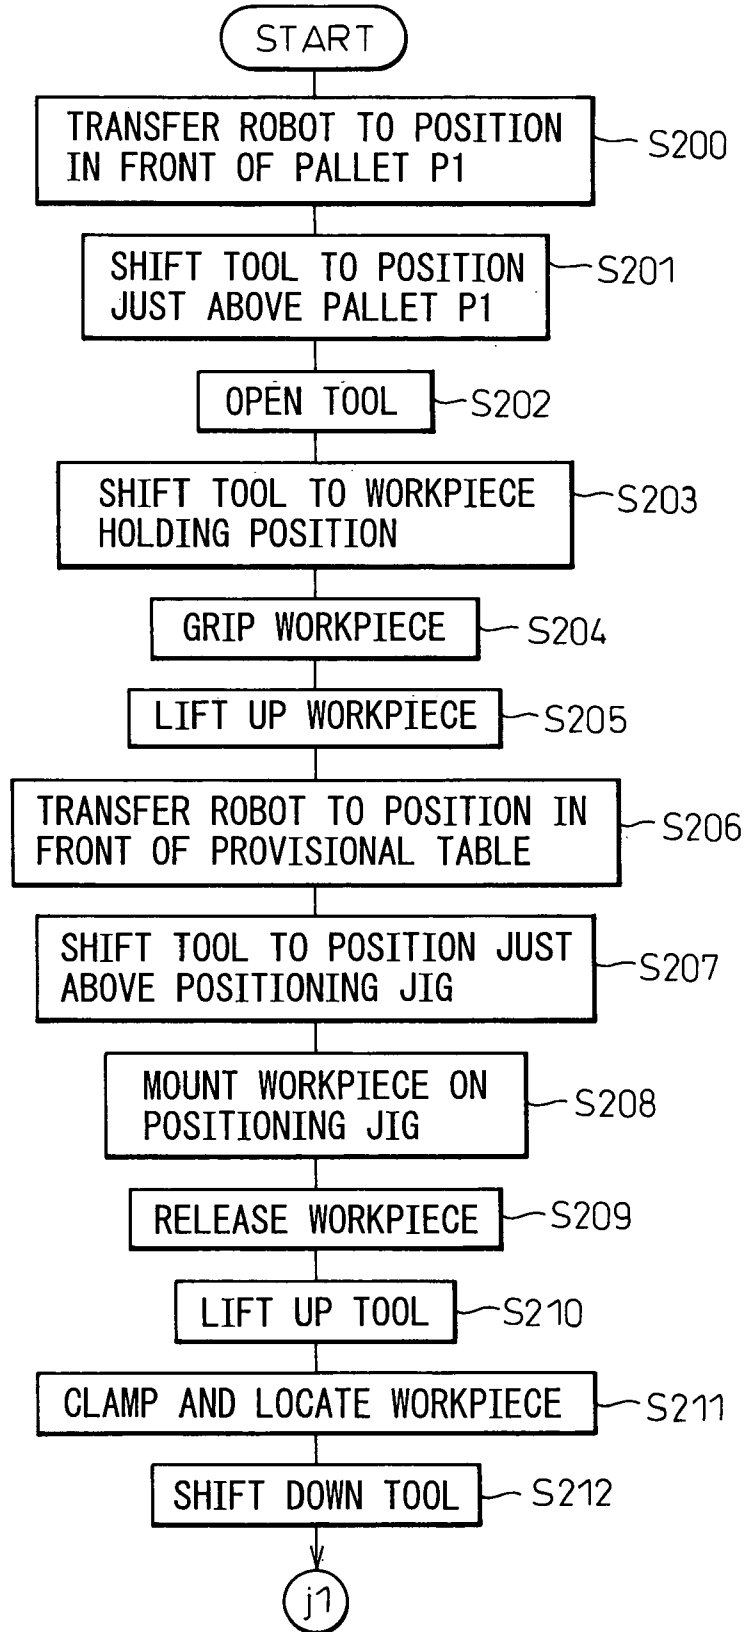 START
TRANSFER ROBOT TO POSITION
IN FRONT OF PALLET P1
S200
SHIFT TOOL TO POSITION
JUST ABOVE PALLET P1
S201
OPEN TOOL
S202
SHIFT TOOL TO WORKPIECE
HOLDING POSITION
S203
GRIP WORKPIECE
S204
LIFT UP WORKPIECE
S205
TRANSFER ROBOT TO POSITION IN
FRONT OF PROVISIONAL TABLE
S206
SHIFT TOOL TO POSITION JUST
ABOVE POSITIONING JIG
S207
MOUNT WORKPIECE ON
POSITIONING JIG
S208
RELEASE WORKPIECE
S209
LIFT UP TOOL
S210
CLAMP AND LOCATE WORKPIECE
S211
SHIFT DOWN TOOL
S212
j1